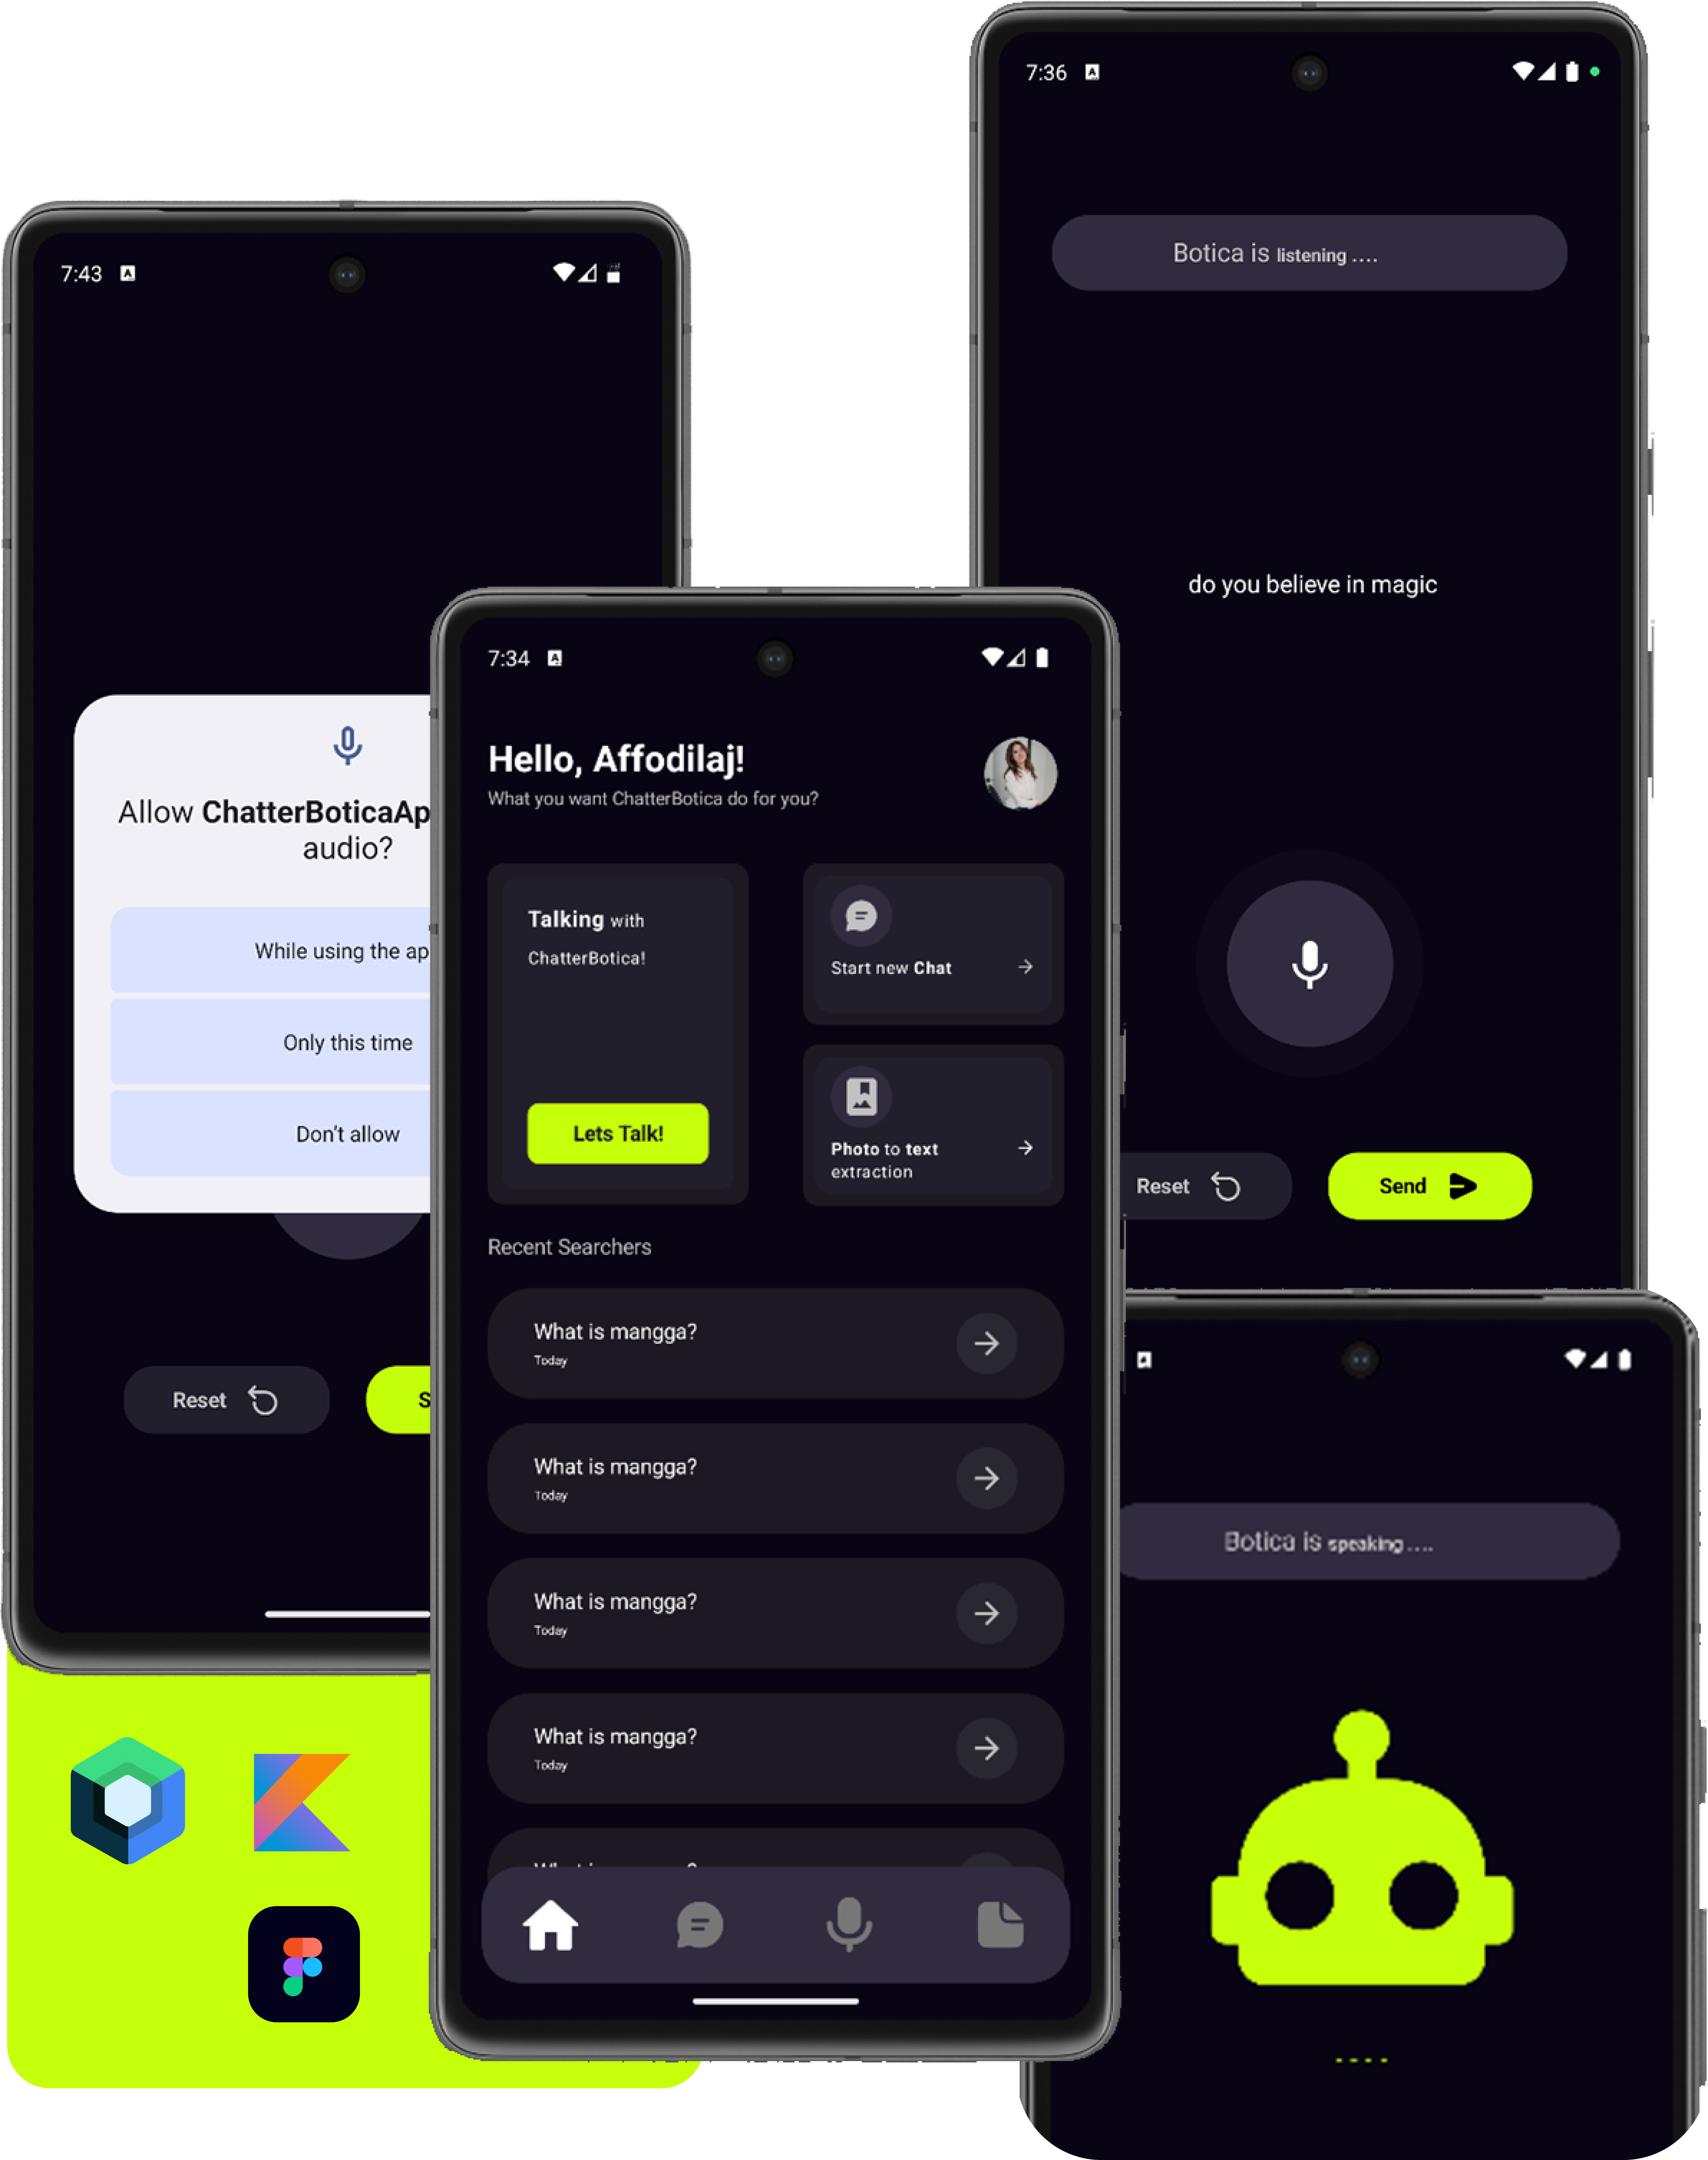 7:36
Botica is listening ....
do you believe in magic
Reset
Send
7:43
Allow ChatterBoticaAp
audio?
While using the ap
Only this time
Don't allow
Reset
S
7:34
Hello, Affodilaj!
What you want ChatterBotica do for you?
Talking with
ChatterBotica!
Lets Talk!
Start new Chat
Photo to text
extraction
Recent Searchers
What is mangga?
Today
What is mangga?
Today
What is mangga?
Today
What is mangga?
Today
Botica is speaking ....